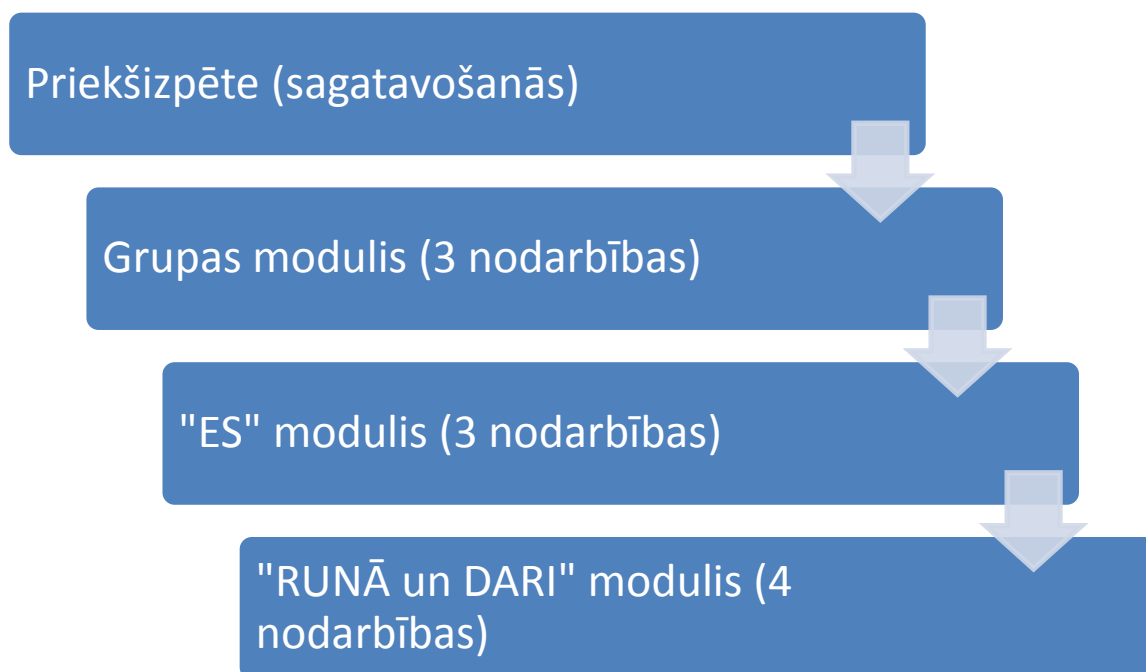 Priekšizpēte (sagatavošanās)
Grupas modulis (3 nodarbības)
"ES" modulis (3 nodarbības)
"RUNĀ un DARI" modulis (4
nodarbības)